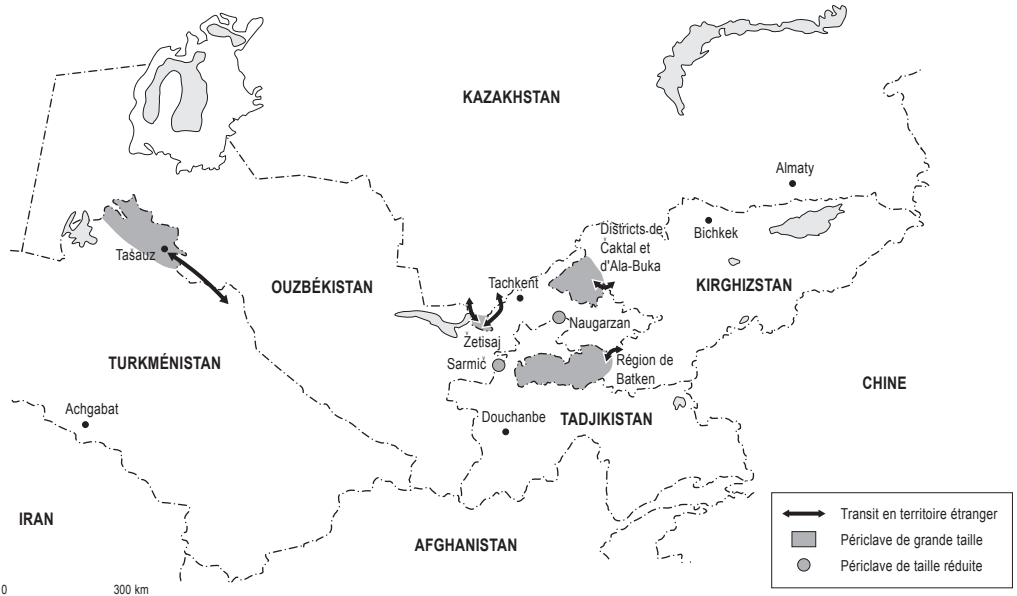 KAZAKHSTAN
Almaty
Bichkek
Districts de
Čaktal et
d'Ala-Buka
Tašauz
OUZBÉKISTAN
Tachkent
KIRGHIZSTAN
Naugarzan
Žetisaj
Sarmič
Région de
Batken
TURKMÉNISTAN
CHINE
Achgabat
Douchanbe
TADJIKISTAN
IRAN
AFGHANISTAN
Transit en territoire étranger
Périclave de grande taille
Périclave de taille réduite
0 300 km